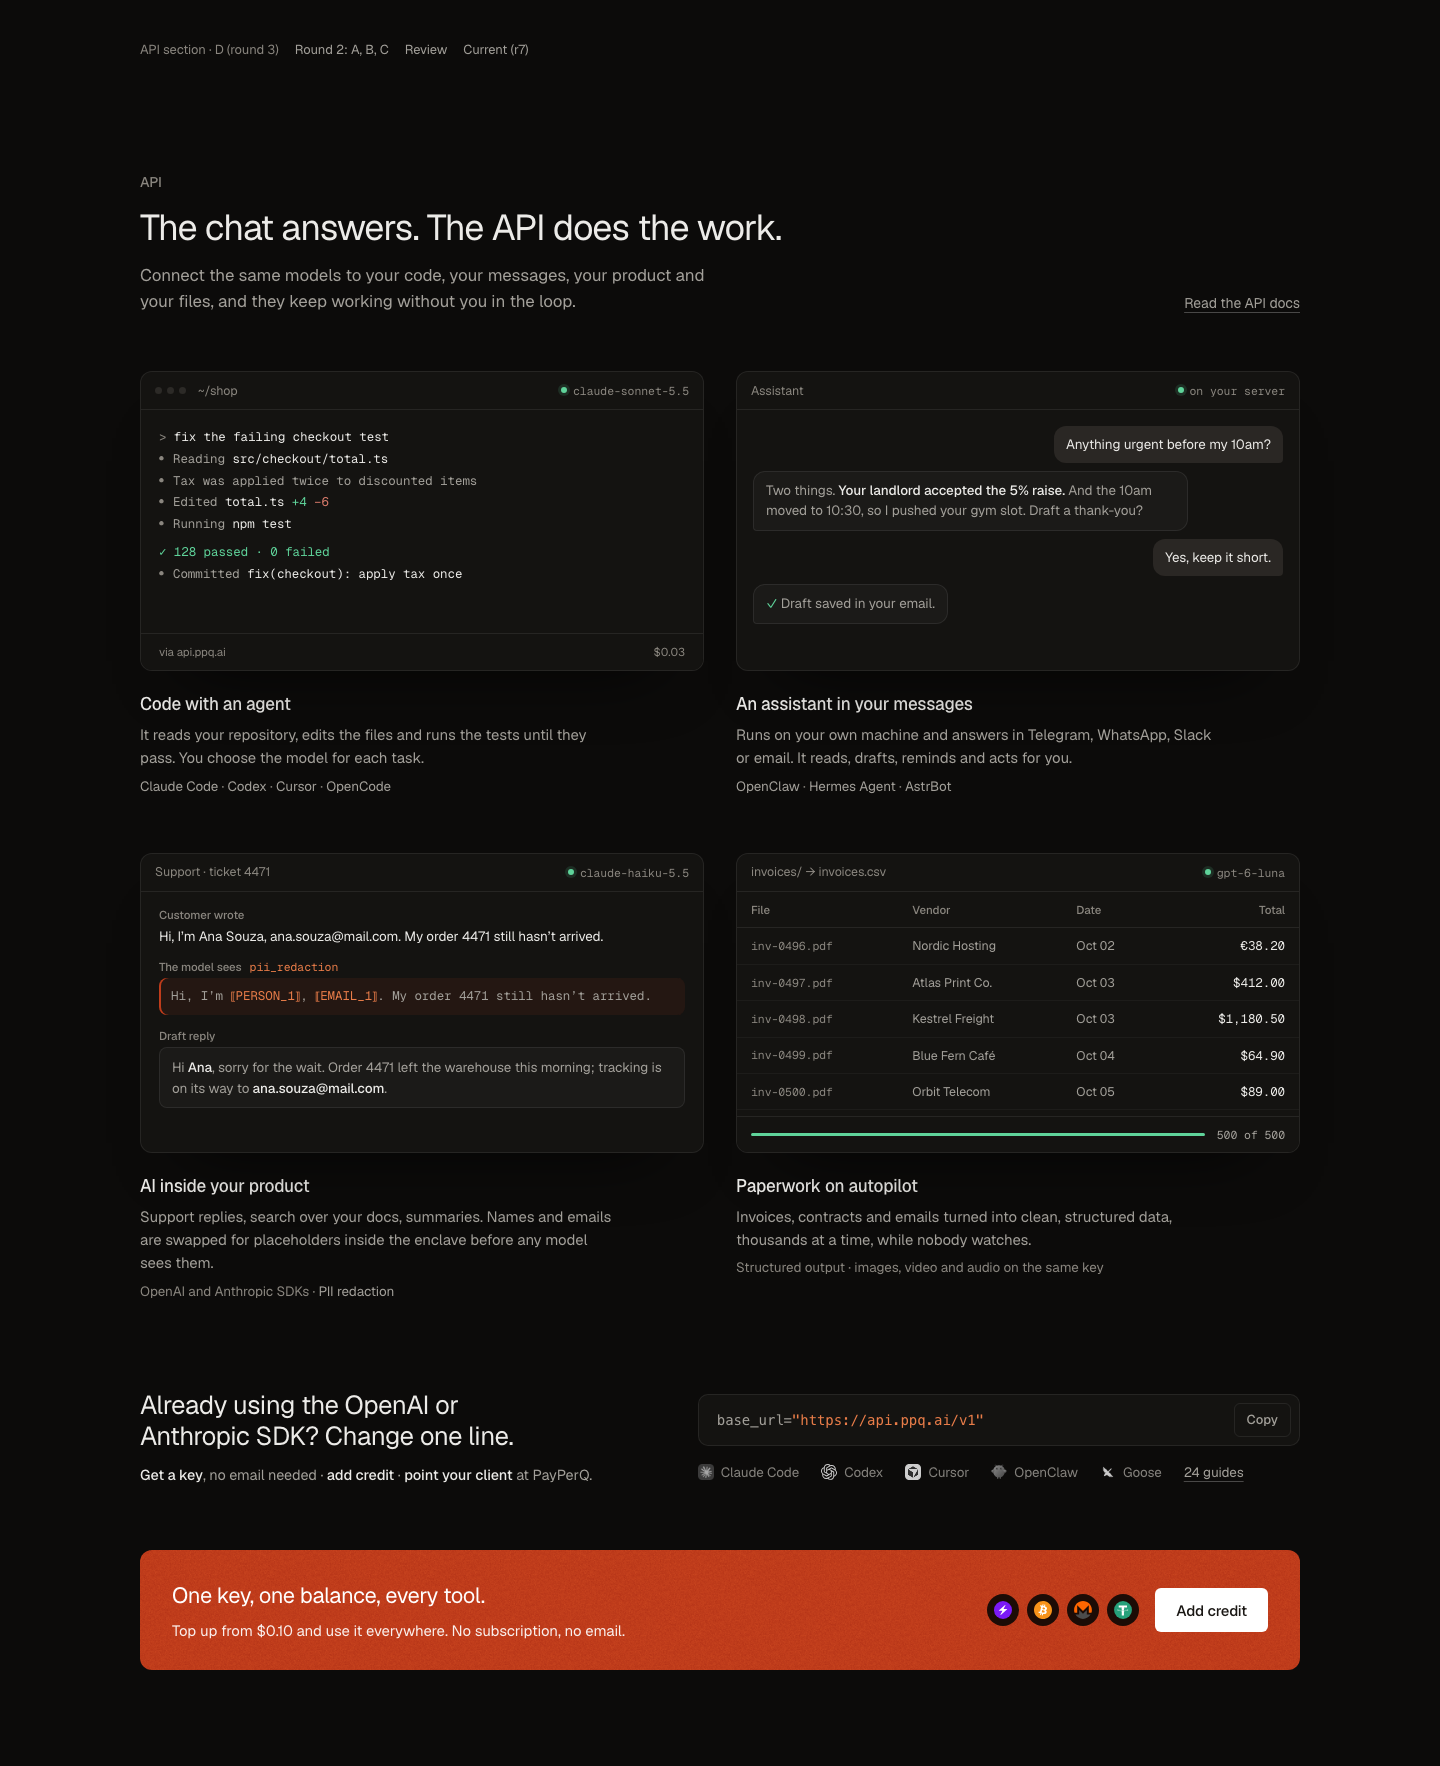 API section · D (round 3) Round 2: A, B, C Review Current (r7)
API
The chat answers. The API does the work.
Connect the same models to your code, your messages, your product and
your files, and they keep working without you in the loop.
Read the API docs
~/shop claude-sonnet-5.5
> fix the failing checkout test
• Reading src/checkout/total.ts
• Tax was applied twice to discounted items
• Edited total.ts +4 −6
• Running npm test
✓ 128 passed · 0 failed
• Committed fix(checkout): apply tax once
via api.ppq.ai $0.03
Code with an agent
It reads your repository, edits the files and runs the tests until they
pass. You choose the model for each task.
Claude Code · Codex · Cursor · OpenCode
Assistant on your server
Anything urgent before my 10am?
Two things. Your landlord accepted the 5% raise. And the 10am
moved to 10:30, so I pushed your gym slot. Draft a thank-you?
Yes, keep it short.
✓ Draft saved in your email.
An assistant in your messages
Runs on your own machine and answers in Telegram, WhatsApp, Slack
or email. It reads, drafts, reminds and acts for you.
OpenClaw · Hermes Agent · AstrBot
Support · ticket 4471 claude-haiku-5.5
Customer wrote
Hi, I’m Ana Souza, ana.souza@mail.com. My order 4471 still hasn’t arrived.
The model sees pii_redaction
Hi, I’m ⟦PERSON_1⟧, ⟦EMAIL_1⟧. My order 4471 still hasn’t arrived.
Draft reply
Hi Ana, sorry for the wait. Order 4471 left the warehouse this morning; tracking is
on its way to ana.souza@mail.com.
AI inside your product
Support replies, search over your docs, summaries. Names and emails
are swapped for placeholders inside the enclave before any model
sees them.
OpenAI and Anthropic SDKs · PII redaction
invoices/ → invoices.csv gpt-6-luna
File Vendor Date Total
inv-0496.pdf Nordic Hosting Oct 02 €38.20
inv-0497.pdf Atlas Print Co. Oct 03 $412.00
inv-0498.pdf Kestrel Freight Oct 03 $1,180.50
inv-0499.pdf Blue Fern Café Oct 04 $64.90
inv-0500.pdf Orbit Telecom Oct 05 $89.00
500 of 500
Paperwork on autopilot
Invoices, contracts and emails turned into clean, structured data,
thousands at a time, while nobody watches.
Structured output · images, video and audio on the same key
Already using the OpenAI or
Anthropic SDK? Change one line.
Get a key, no email needed · add credit · point your client at PayPerQ.
base_url="https://api.ppq.ai/v1" Copy
Claude Code Codex Cursor OpenClaw Goose 24 guides
One key, one balance, every tool.
Top up from $0.10 and use it everywhere. No subscription, no email.
Add credit